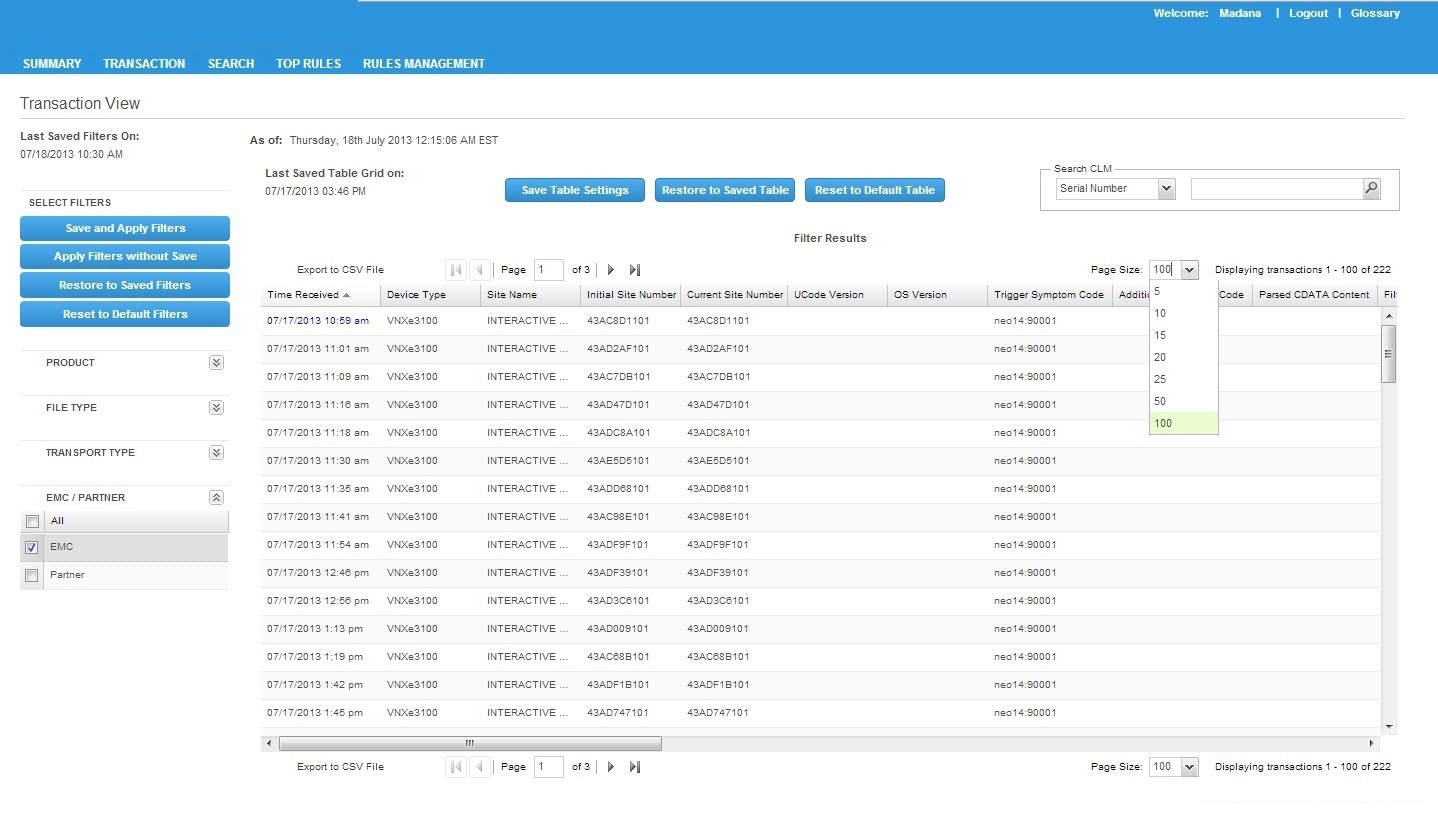 Welcome: Madana | Logout | Glossary
SUMMARY TRANSACTION SEARCH TOP RULES RULES MANAGEMENT
Transaction View
Last Saved Filters On:
07/18/2013 10:30 AM
As of: Thursday, 18th July 2013 12:15:06 AM EST
Last Saved Table Grid on:
07/17/2013 03:46 PM
Save Table Settings Restore to Saved Table Reset to Default Table
Search CLM
Serial Number
SELECT FILTERS
Save and Apply Filters
Apply Filters without Save
Restore to Saved Filters
Reset to Default Filters
PRODUCT
FILE TYPE
TRANSPORT TYPE
EMC / PARTNER
All
EMC
Partner
Filter Results
Export to CSV File Page 1 of 3 Page Size: 100 Displaying transactions 1 - 100 of 222
Time Received Device Type Site Name Initial Site Number Current Site Number UCode Version OS Version Trigger Symptom Code Additi Code Parsed CDATA Content Fil
5
10
15
20
25
50
100
07/17/2013 10:59 am VNXe3100 INTERACTIVE ... 43AC8D1101 43AC8D1101 neo14:90001
07/17/2013 11:01 am VNXe3100 INTERACTIVE ... 43AD2AF101 43AD2AF101 neo14:90001
07/17/2013 11:09 am VNXe3100 INTERACTIVE ... 43AC7DB101 43AC7DB101 neo14:90001
07/17/2013 11:16 am VNXe3100 INTERACTIVE ... 43AD47D101 43AD47D101 neo14:90001
07/17/2013 11:18 am VNXe3100 INTERACTIVE ... 43ADC8A101 43ADC8A101 neo14:90001
07/17/2013 11:30 am VNXe3100 INTERACTIVE ... 43AE5D5101 43AE5D5101 neo14:90001
07/17/2013 11:35 am VNXe3100 INTERACTIVE ... 43ADD68101 43ADD68101 neo14:90001
07/17/2013 11:41 am VNXe3100 INTERACTIVE ... 43AC98E101 43AC98E101 neo14:90001
07/17/2013 11:54 am VNXe3100 INTERACTIVE ... 43ADF9F101 43ADF9F101 neo14:90001
07/17/2013 12:46 pm VNXe3100 INTERACTIVE ... 43ADF39101 43ADF39101 neo14:90001
07/17/2013 12:56 pm VNXe3100 INTERACTIVE ... 43AD3C6101 43AD3C6101 neo14:90001
07/17/2013 1:13 pm VNXe3100 INTERACTIVE ... 43AD009101 43AD009101 neo14:90001
07/17/2013 1:19 pm VNXe3100 INTERACTIVE ... 43AC68B101 43AC68B101 neo14:90001
07/17/2013 1:42 pm VNXe3100 INTERACTIVE ... 43ADF1B101 43ADF1B101 neo14:90001
07/17/2013 1:45 pm VNXe3100 INTERACTIVE ... 43AD747101 43AD747101 neo14:90001
Export to CSV File Page 1 of 3 Page Size: 100 Displaying transactions 1 - 100 of 222